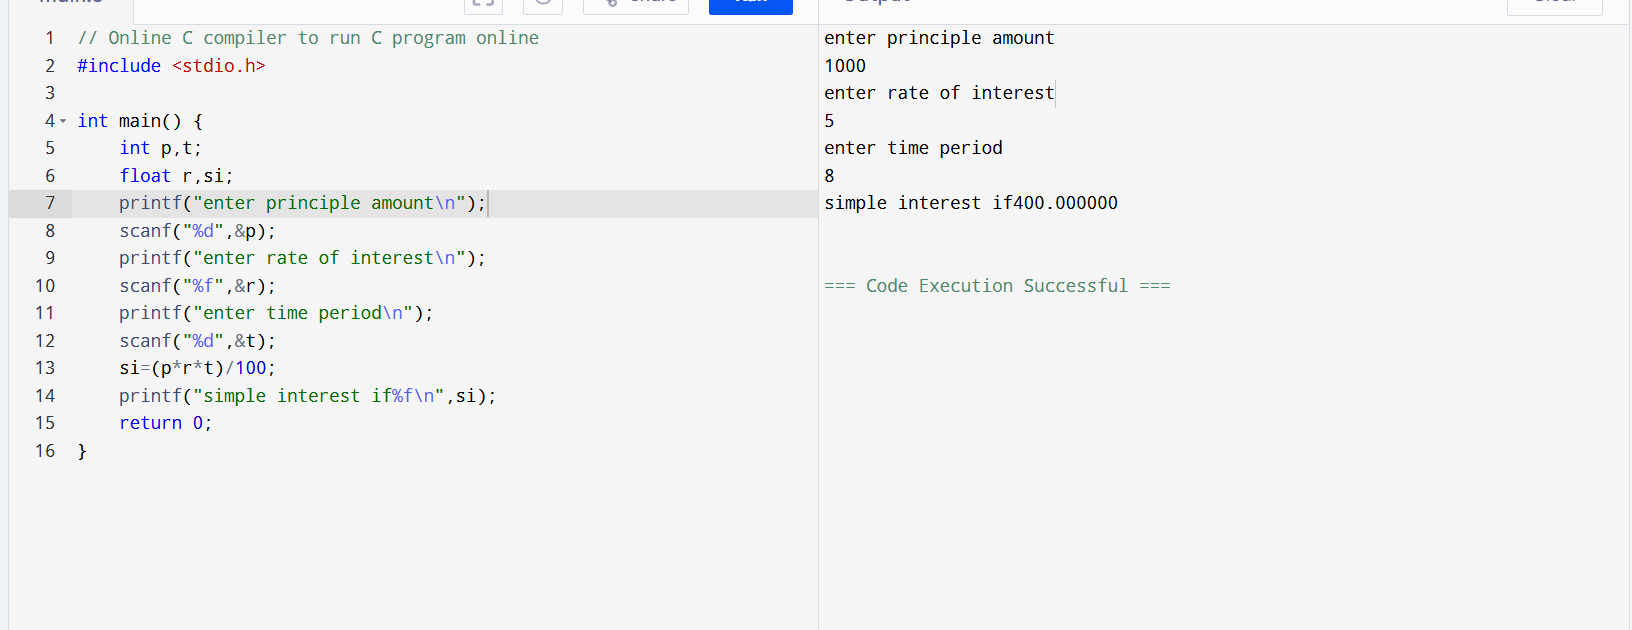 1 // Online C compiler to run C program online
2 #include <stdio.h>
3
4 int main() {
5 int p,t;
6 float r,si;
7 printf("enter principle amount\n");
8 scanf("%d",&p);
9 printf("enter rate of interest\n");
10 scanf("%f",&r);
11 printf("enter time period\n");
12 scanf("%d",&t);
13 si=(p*r*t)/100;
14 printf("simple interest if%f\n",si);
15 return 0;
16 }
enter principle amount
1000
enter rate of interest
5
enter time period
8
simple interest if400.000000
=== Code Execution Successful ===